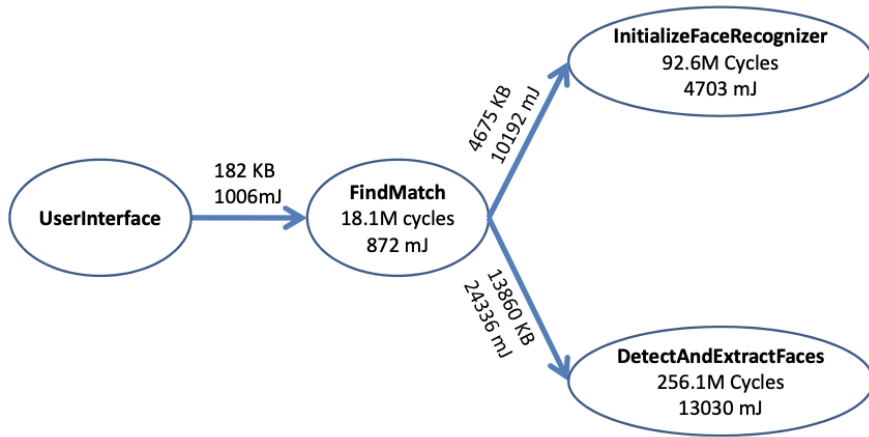 InitializeFaceRecognizer
92.6M Cycles
4703 mJ
4675 KB
10192 mJ
182 KB
1006mJ
UserInterface
FindMatch
18.1M cycles
872 mJ
13860 KB
24336 mJ
DetectAndExtractFaces
256.1M Cycles
13030 mJ